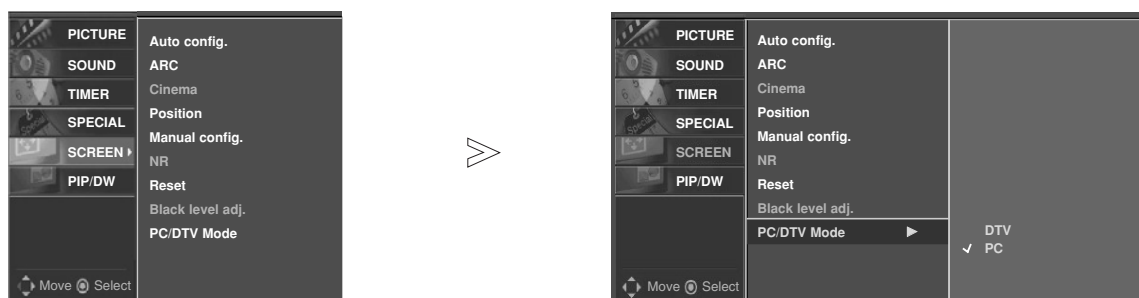 PICTURE
SOUND
TIMER
SPECIAL
SCREEN
PIP/DW
Move Select
Auto config.
ARC
Cinema
Position
Manual config.
NR
Reset
Black level adj.
PC/DTV Mode
PICTURE
SOUND
TIMER
SPECIAL
SCREEN
PIP/DW
Move Select
Auto config.
ARC
Cinema
Position
Manual config.
NR
Reset
Black level adj.
PC/DTV Mode
DTV
PC